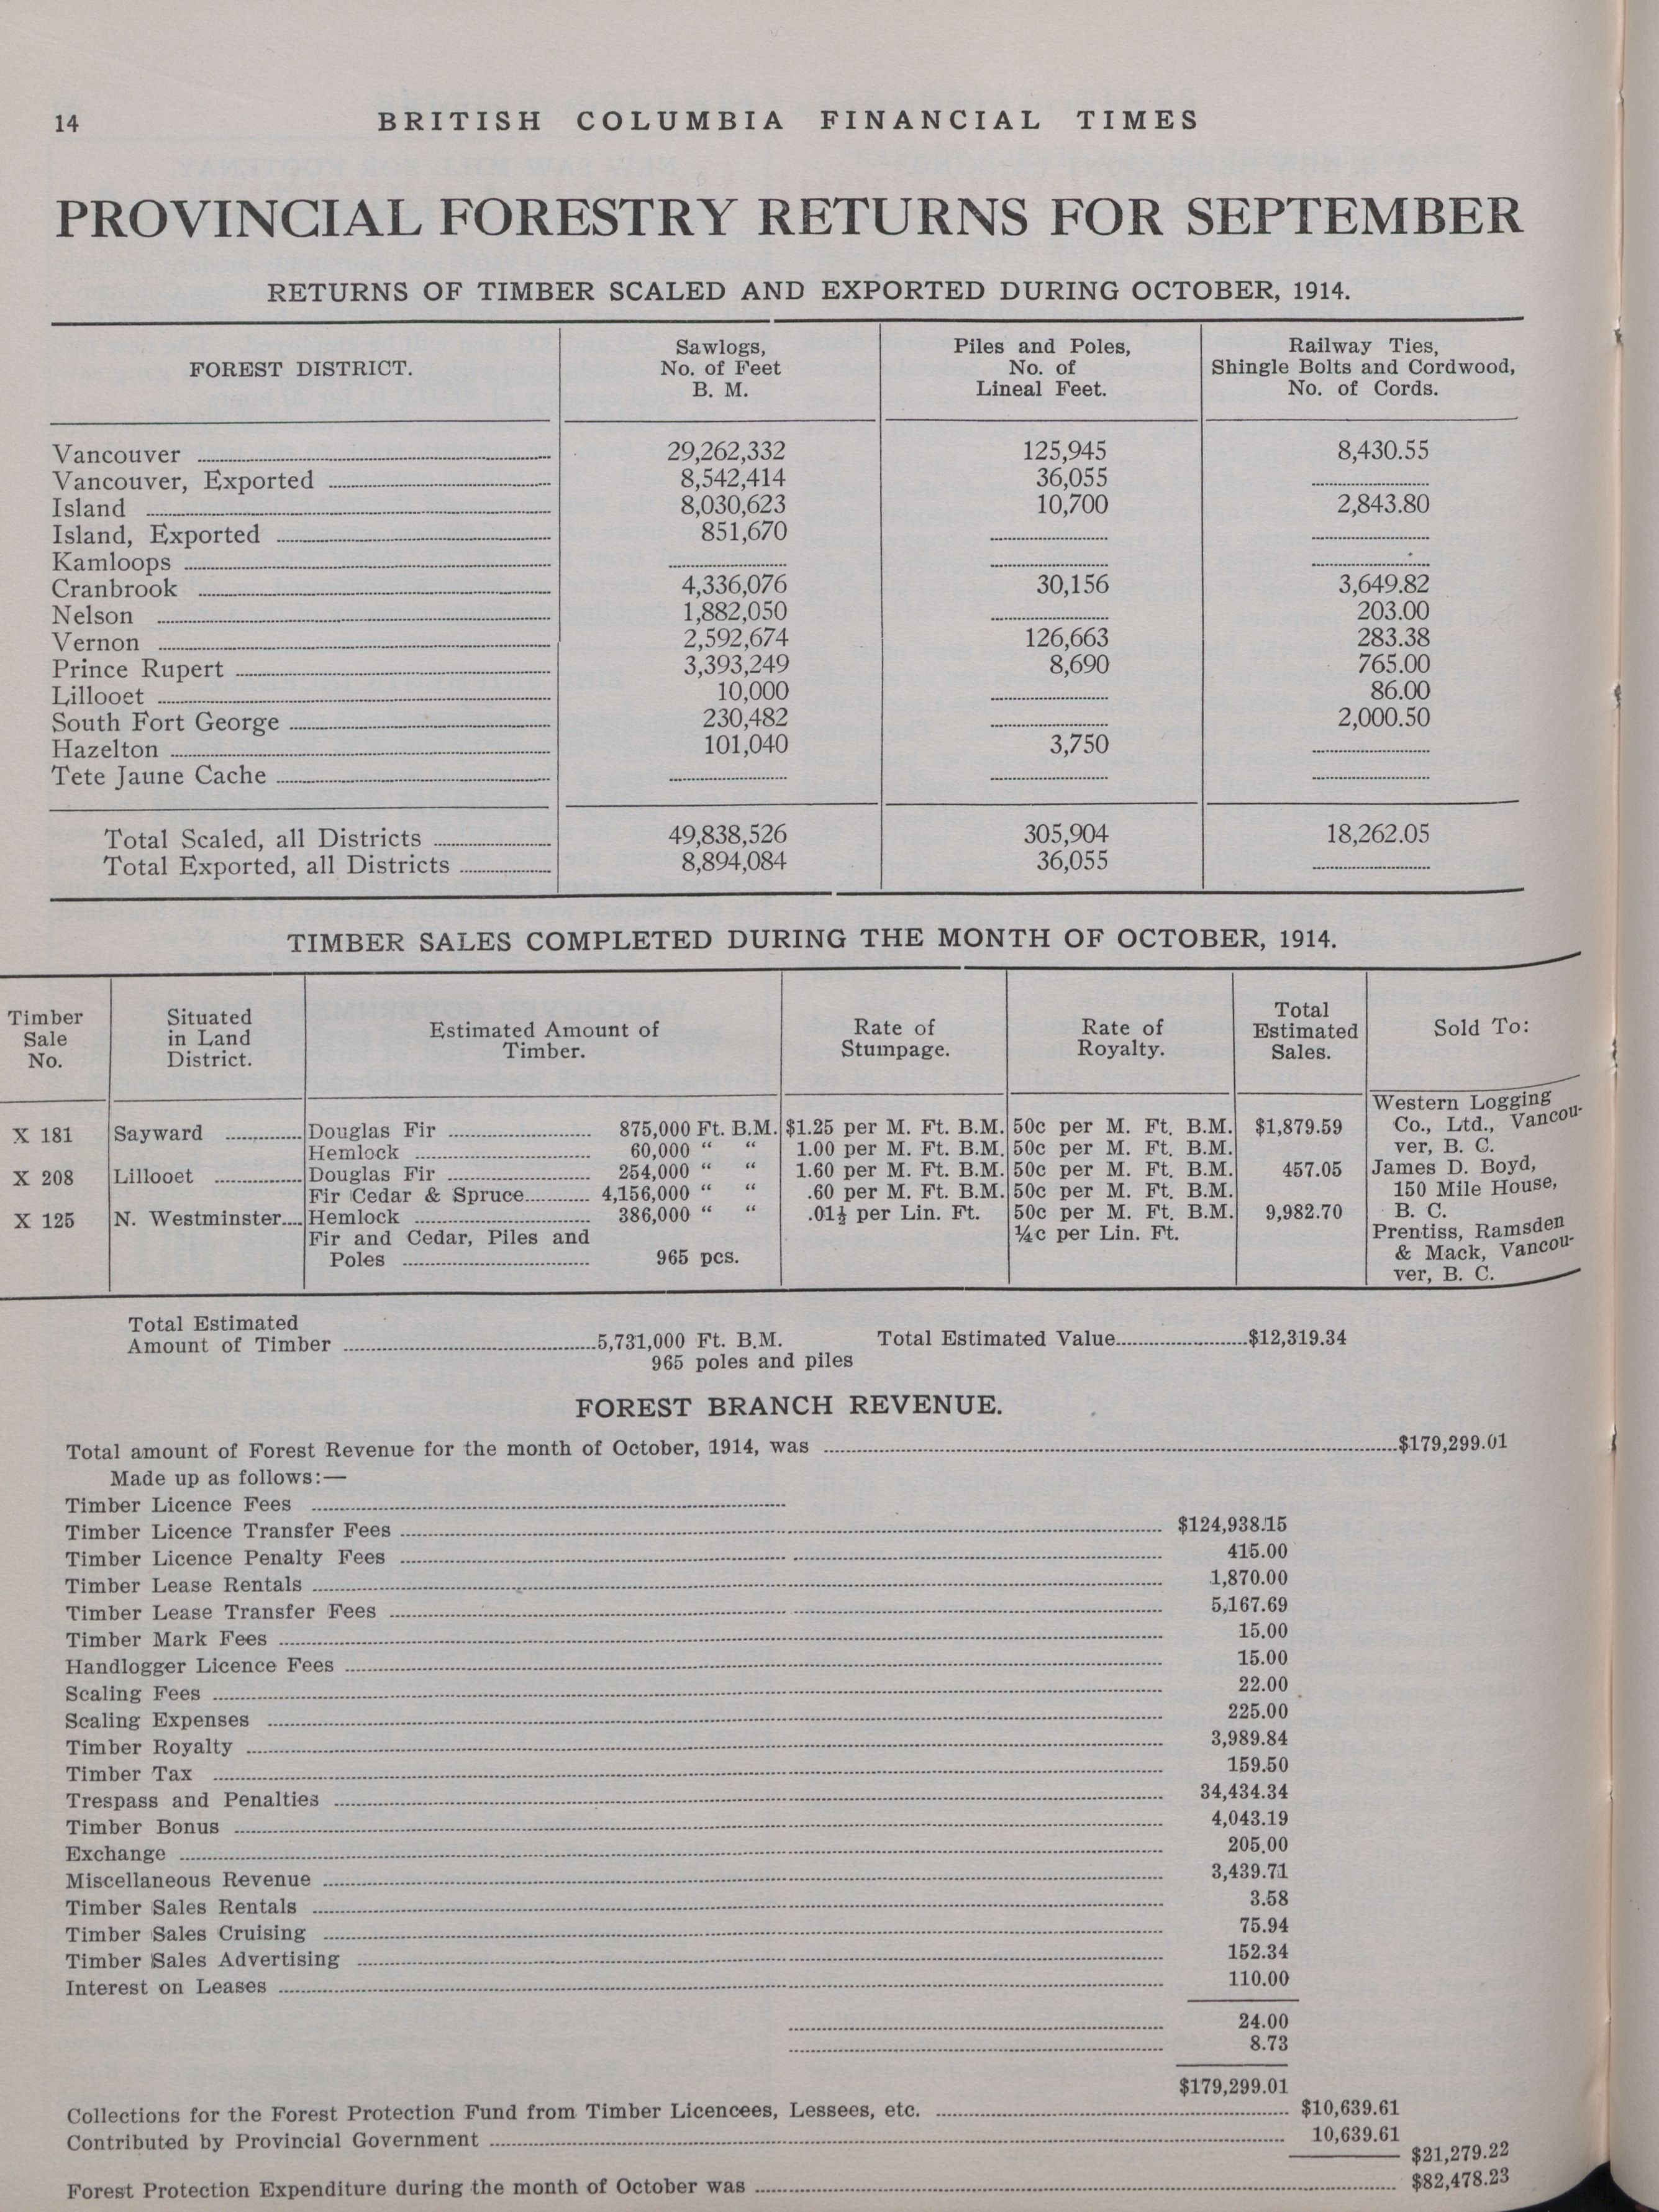 14 BRITISH COLUMBIA FINANCIAL TIMES
PROVINCIAL FORESTRY RETURNS FOR SEPTEMBER
RETURNS OF TIMBER SCALED AND EXPORTED DURING OCTOBER, 1914.
FOREST DISTRICT. Sawlogs, No. of Feet B. M. Piles and Poles, No. of Lineal Feet. Railway Ties, Shingle Bolts and Cordwood, No. of Cords.
Vancouver 29,262,332 125,945 8,430.55
Vancouver, Exported 8,542,414 36,055
Island 8,030,623 10,700 2,843.80
Island, Exported 851,670
Kamloops
Cranbrook 4,336,076 30,156 3,649.82
Nelson 1,882,050 203.00
Vernon 2,592,674 126,663 283.38
Prince Rupert 3,393,249 8,690 765.00
Lillooet 10,000 86.00
South Fort George 230,482 2,000.50
Hazelton 101,040 3,750
Tete Jaune Cache
Total Scaled, all Districts 49,838,526 305,904 18,262.05
Total Exported, all Districts 8,894,084 36,055
TIMBER SALES COMPLETED DURING THE MONTH OF OCTOBER, 1914.
Timber Sale No. Situated in Land District. Estimated Amount of Timber. Rate of Stumpage. Rate of Royalty. Total Estimated Sales. Sold To:
Western Logging
X 181 Sayward Douglas Fir 875,000 Ft. B.M. $1.25 per M. Ft. B.M. 50c per M. Ft. B.M. $1,879.59 Co., Ltd., Vancou-
Hemlock 60,000 “ “ 1.00 per M. Ft. B.M. 50c per M. Ft. B.M. ver, B. C.
X 208 Lillooet Douglas Fir 254,000 “ “ 1.60 per M. Ft. B.M. 50c per M. Ft. B.M. 457.05 James D. Boyd,
Fir Cedar & Spruce 4,156,000 “ “ .60 per M. Ft. B.M. 50c per M. Ft. B.M. 150 Mile House,
X 125 N. Westminster Hemlock 386,000 “ “ .01½ per Lin. Ft. 50c per M. Ft. B.M. 9,982.70 B. C.
Fir and Cedar, Piles and ¼c per Lin. Ft. Prentiss, Ramsden
Poles 965 pcs. & Mack, Vancou-
ver, B. C.
Total Estimated
Amount of Timber 5,731,000 Ft. B.M. Total Estimated Value $12,319.34
965 poles and piles
FOREST BRANCH REVENUE.
Total amount of Forest Revenue for the month of October, 1914, was $179,299.01
Made up as follows:—
Timber Licence Fees
Timber Licence Transfer Fees $124,938.15
Timber Licence Penalty Fees 415.00
Timber Lease Rentals 1,870.00
Timber Lease Transfer Fees 5,167.69
Timber Mark Fees 15.00
Handlogger Licence Fees 15.00
Scaling Fees 22.00
Scaling Expenses 225.00
Timber Royalty 3,989.84
Timber Tax 159.50
Trespass and Penalties 34,434.34
Timber Bonus 4,043.19
Exchange 205.00
Miscellaneous Revenue 3,439.71
Timber Sales Rentals 3.58
Timber Sales Cruising 75.94
Timber Sales Advertising 152.34
Interest on Leases 110.00
24.00
8.73
$179,299.01
Collections for the Forest Protection Fund from Timber Licencees, Lessees, etc. $10,639.61
Contributed by Provincial Government 10,639.61
$21,279.22
Forest Protection Expenditure during the month of October was $82,478.23